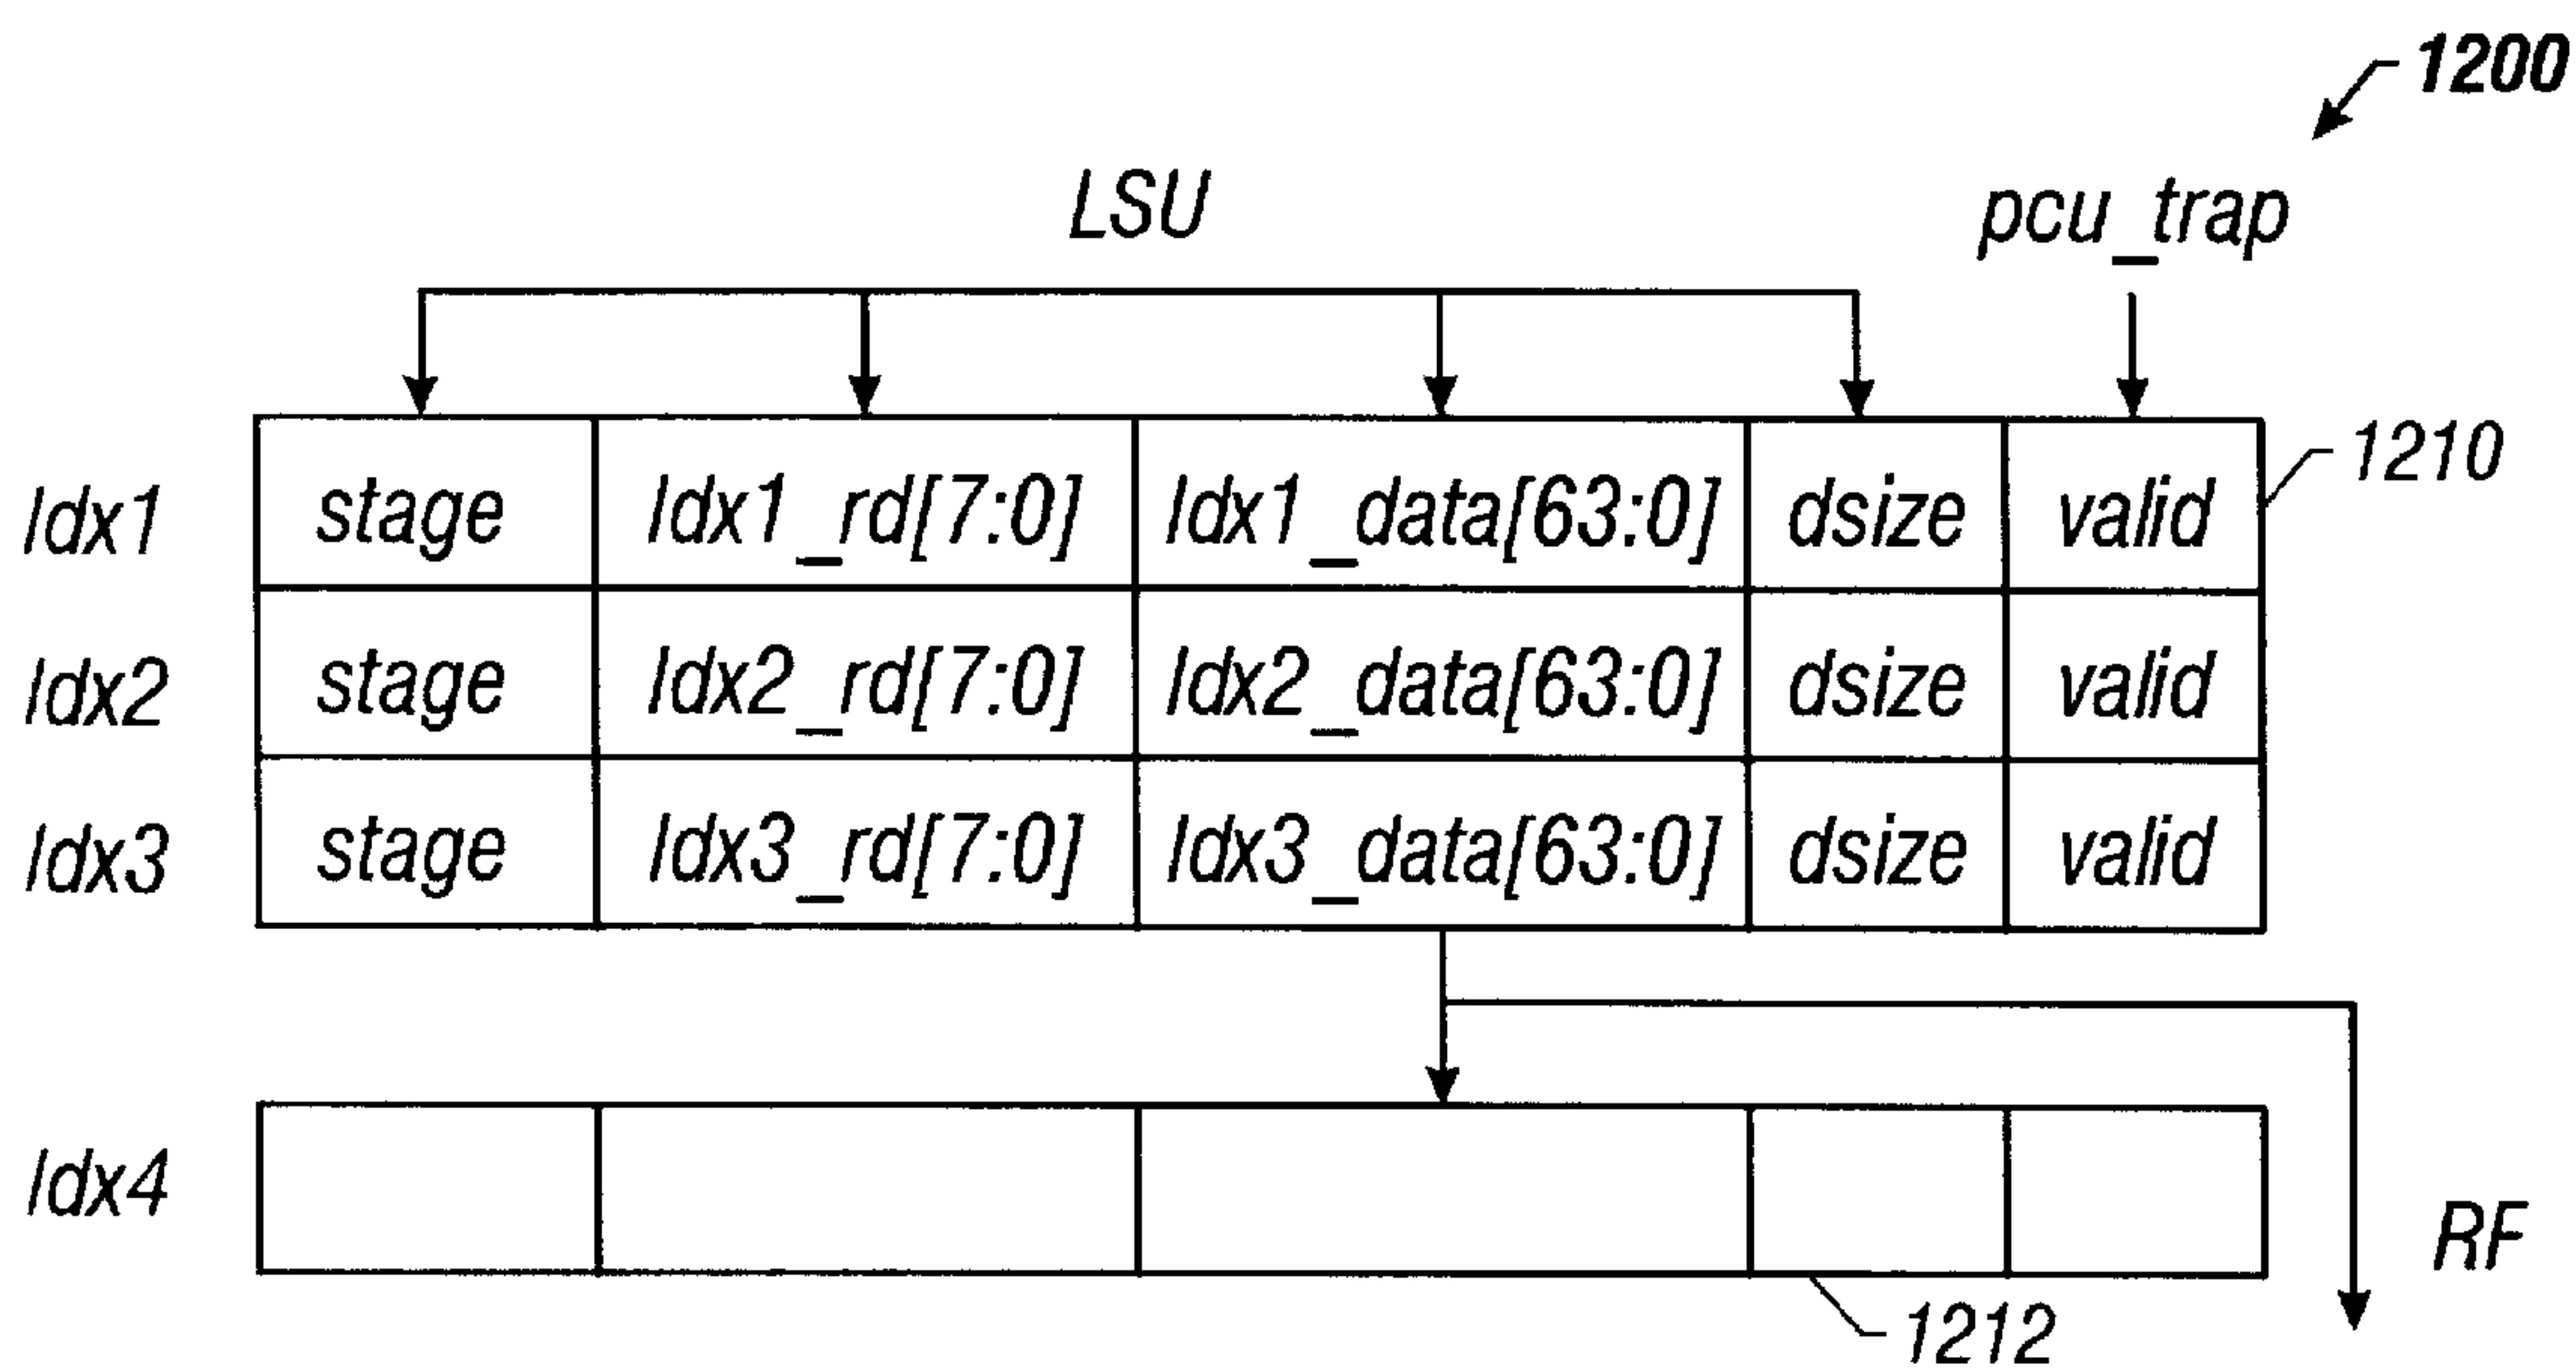 1200
LSU pcu_trap
ldx1 stage ldx1_rd[7:0] ldx1_data[63:0] dsize valid 1210
ldx2 stage ldx2_rd[7:0] ldx2_data[63:0] dsize valid
ldx3 stage ldx3_rd[7:0] ldx3_data[63:0] dsize valid
ldx4 RF
1212